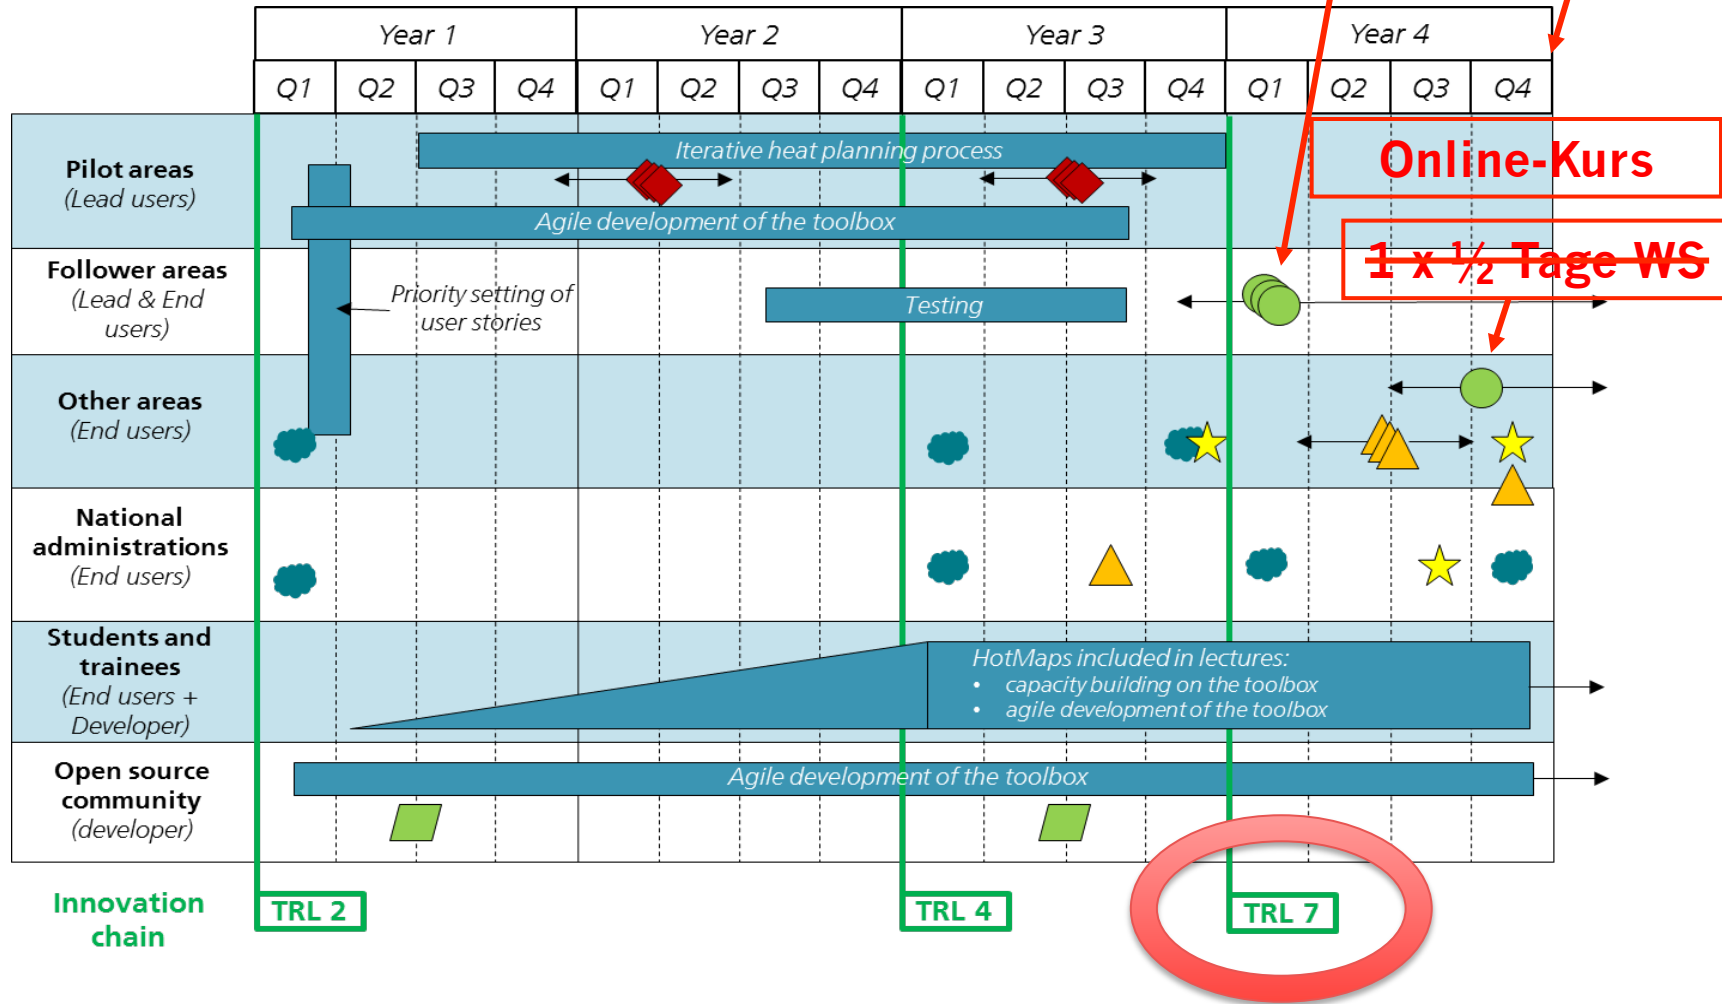 Year 1 Year 2 Year 3 Year 4
Q1 Q2 Q3 Q4 Q1 Q2 Q3 Q4 Q1 Q2 Q3 Q4 Q1 Q2 Q3 Q4
Pilot areas
(Lead users)
Iterative heat planning process
Agile development of the toolbox
Online-Kurs
1 x ½ Tage WS
Follower areas
(Lead & End
users)
Priority setting of
user stories
Testing
Other areas
(End users)
National
administrations
(End users)
Students and
trainees
(End users +
Developer)
HotMaps included in lectures:
• capacity building on the toolbox
• agile development of the toolbox
Open source
community
(developer)
Agile development of the toolbox
Innovation
chain
TRL 2
TRL 4
TRL 7